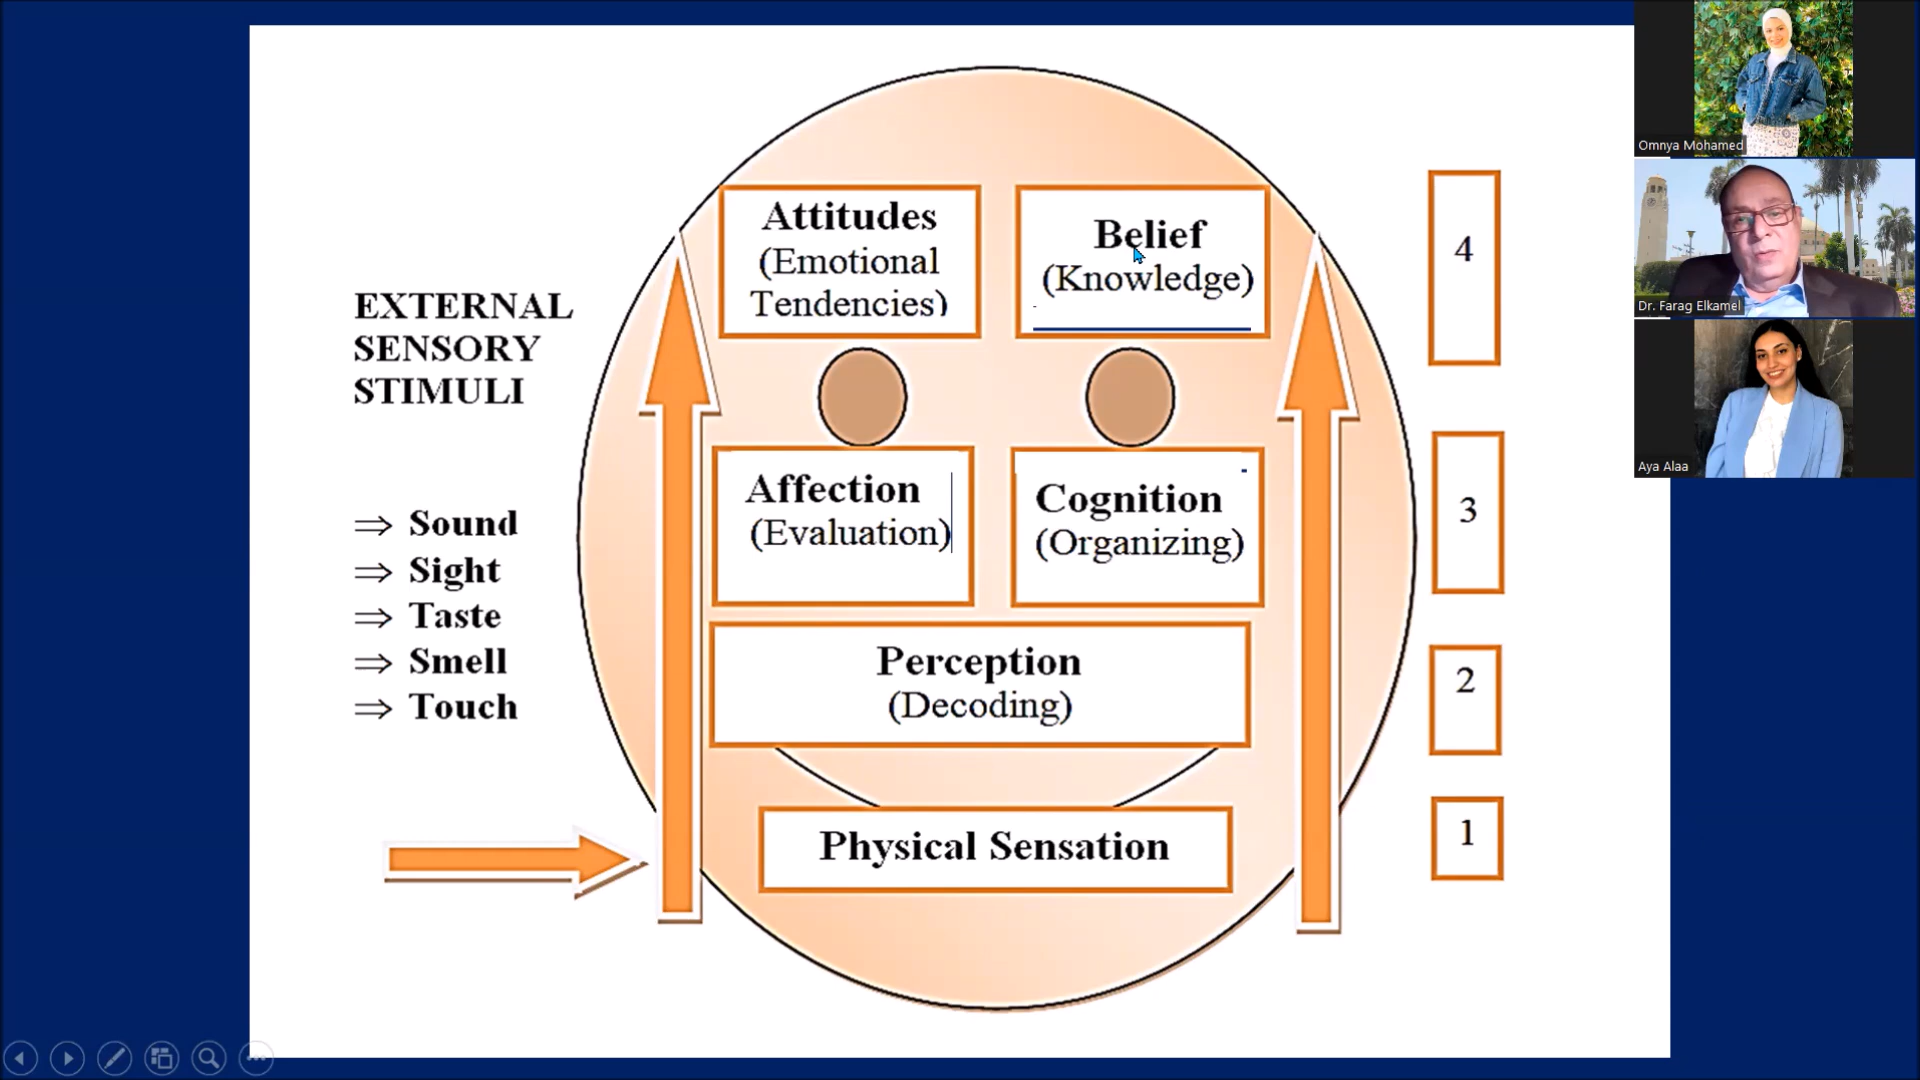 EXTERNAL
SENSORY
STIMULI
⇒ Sound
⇒ Sight
⇒ Taste
⇒ Smell
⇒ Touch
Attitudes
(Emotional
Tendencies)
Belief
(Knowledge)
Affection
(Evaluation)
Cognition
(Organizing)
Perception
(Decoding)
Physical Sensation
4
3
2
1
Omnya Mohamed
Dr. Farag Elkamel
Aya Alaa